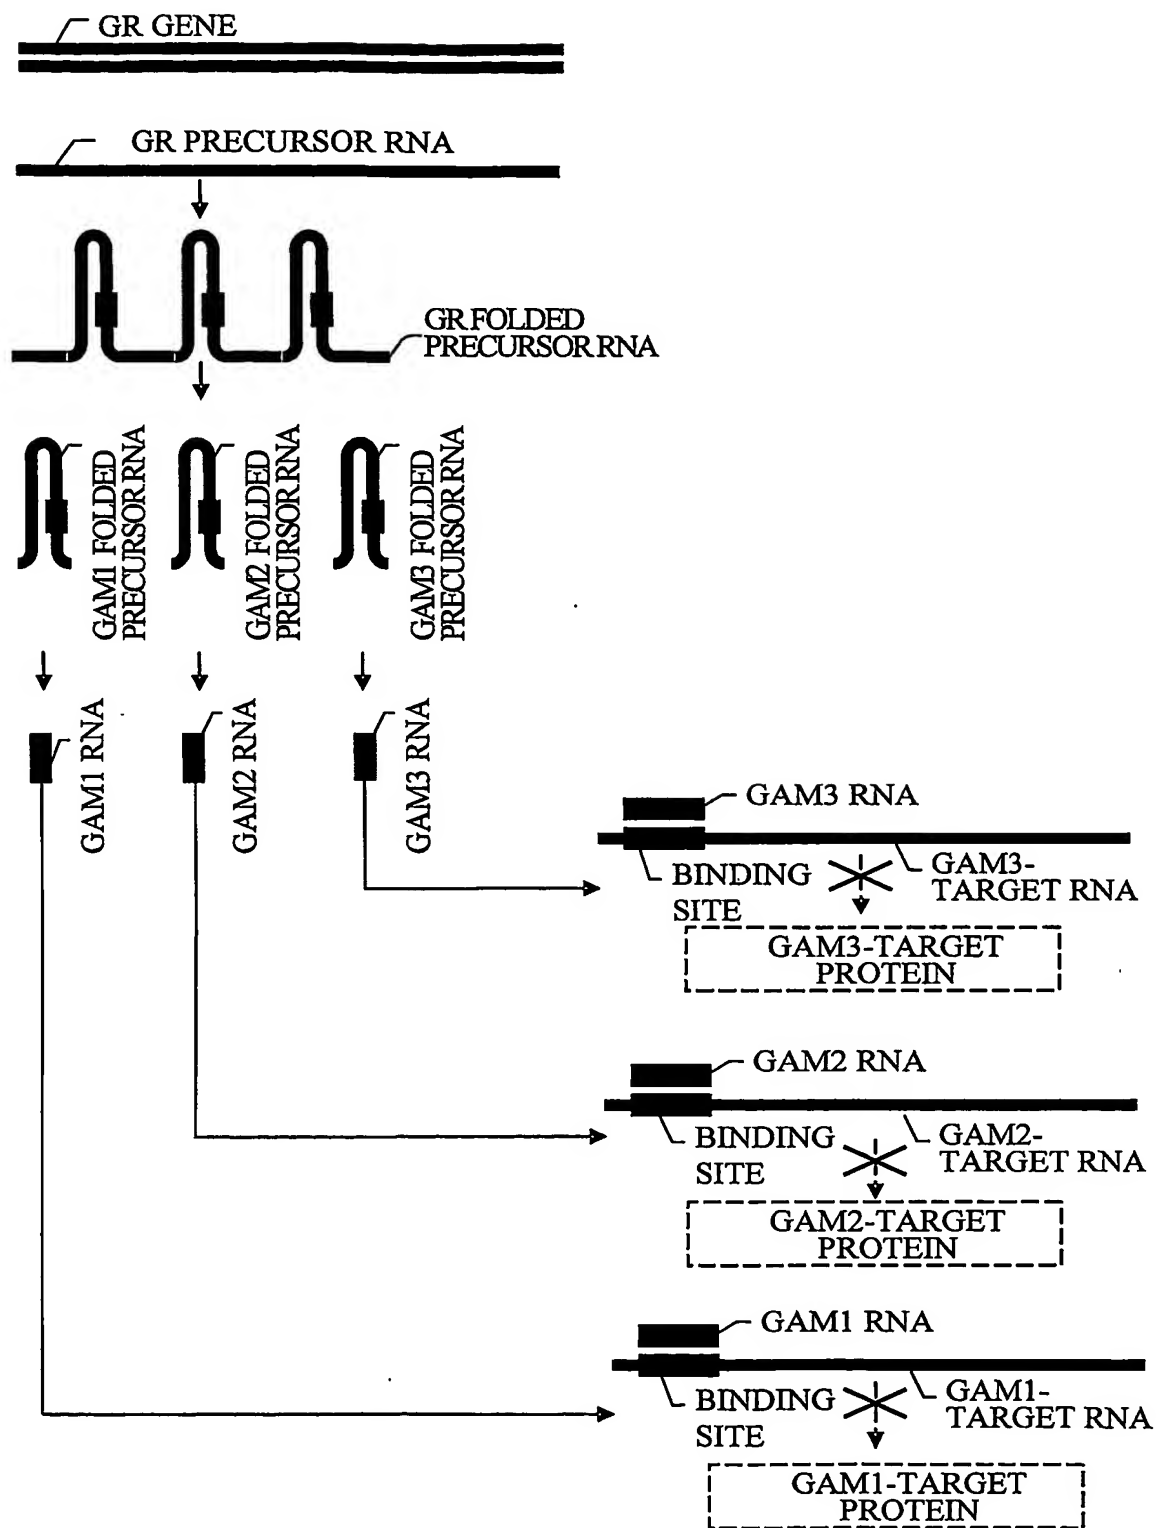 GR GENE
GR PRECURSOR RNA
GR FOLDED
PRECURSOR RNA
GAM1 FOLDED
PRECURSOR RNA
GAM2 FOLDED
PRECURSOR RNA
GAM3 FOLDED
PRECURSOR RNA
GAM1 RNA
GAM2 RNA
GAM3 RNA
GAM3 RNA
BINDING
SITE
GAM3-
TARGET RNA
GAM3-TARGET
PROTEIN
GAM2 RNA
BINDING
SITE
GAM2-
TARGET RNA
GAM2-TARGET
PROTEIN
GAM1 RNA
BINDING
SITE
GAM1-
TARGET RNA
GAM1-TARGET
PROTEIN